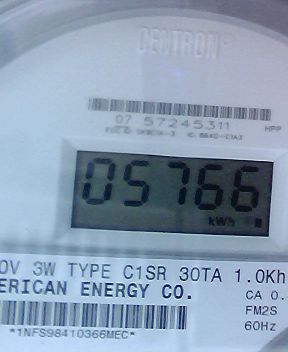 CENTRON®
07 57245311
HPP
05766
kWh
0V 3W TYPE C1SR 30TA 1.0Kh
ERICAN ENERGY CO.
CA 0.
FM2S
*1NFS98410366MEC*
60Hz